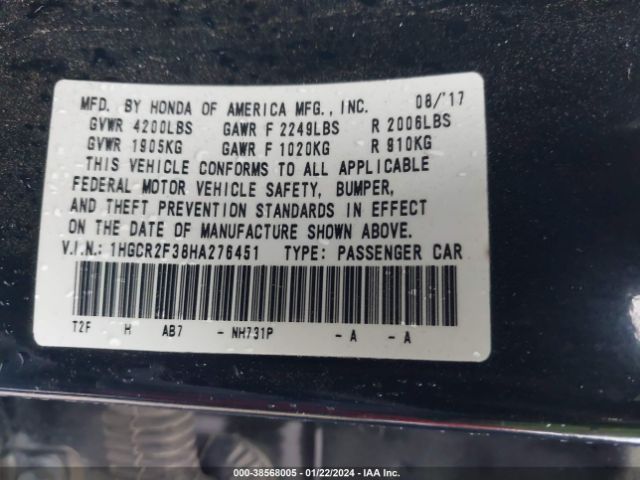 MFD. BY HONDA OF AMERICA MFG., INC. 08/'17
GVWR 4200LBS GAWR F 2249LBS R 2006LBS
GVWR 1905KG GAWR F 1020KG R 910KG
THIS VEHICLE CONFORMS TO ALL APPLICABLE
FEDERAL MOTOR VEHICLE SAFETY, BUMPER,
AND THEFT PREVENTION STANDARDS IN EFFECT
ON THE DATE OF MANUFACTURE SHOWN ABOVE.
V.I.N.: 1HGCR2F38HA276451 TYPE: PASSENGER CAR
T2F H AB7 - NH731P - A - A
000-38568005 - 01/22/2024 - IAA Inc.